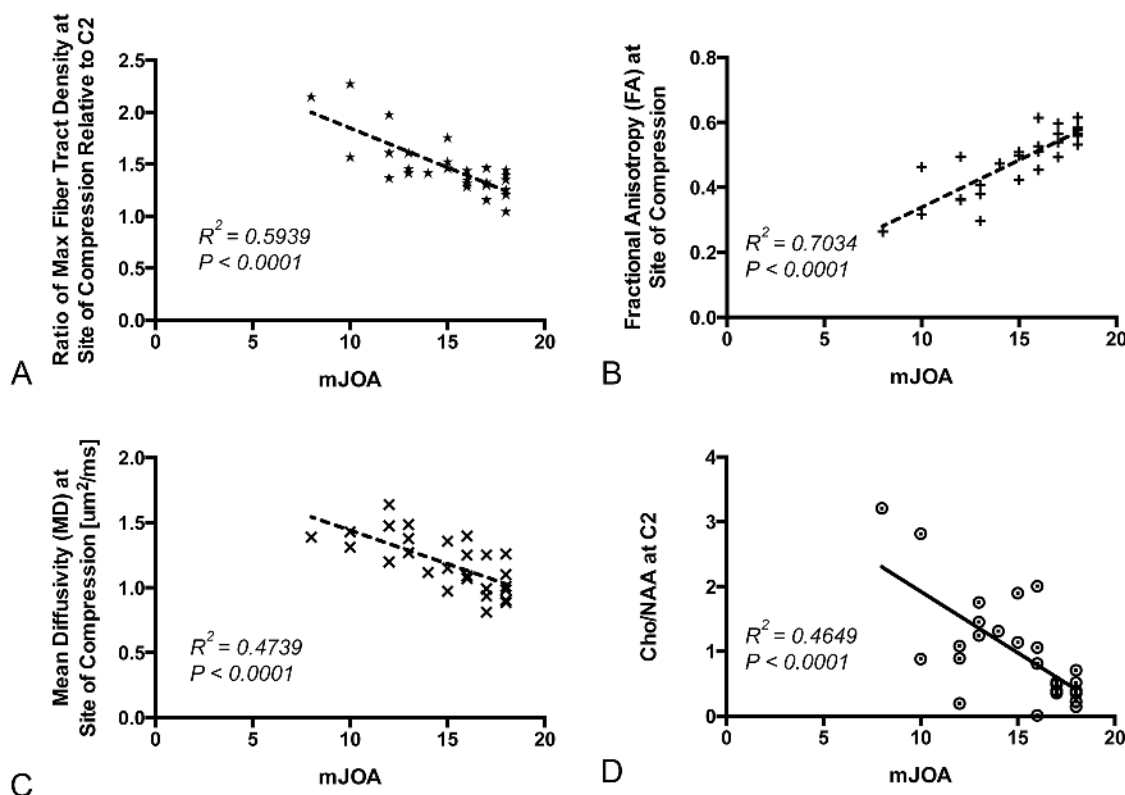 Ratio of Max Fiber Tract Density at
Site of Compression Relative to C2
2.5
2.0
1.5
1.0
0.5
0.0
R² = 0.5939
P < 0.0001
0 5 10 15 20
mJOA
A
Fractional Anisotropy (FA) at
Site of Compression
0.8
0.6
0.4
0.2
0.0
R² = 0.7034
P < 0.0001
0 5 10 15 20
mJOA
B
Mean Diffusivity (MD) at
Site of Compression [um²/ms]
2.0
1.5
1.0
0.5
0.0
R² = 0.4739
P < 0.0001
0 5 10 15 20
mJOA
C
Cho/NAA at C2
4
3
2
1
0
R² = 0.4649
P < 0.0001
0 5 10 15 20
mJOA
D